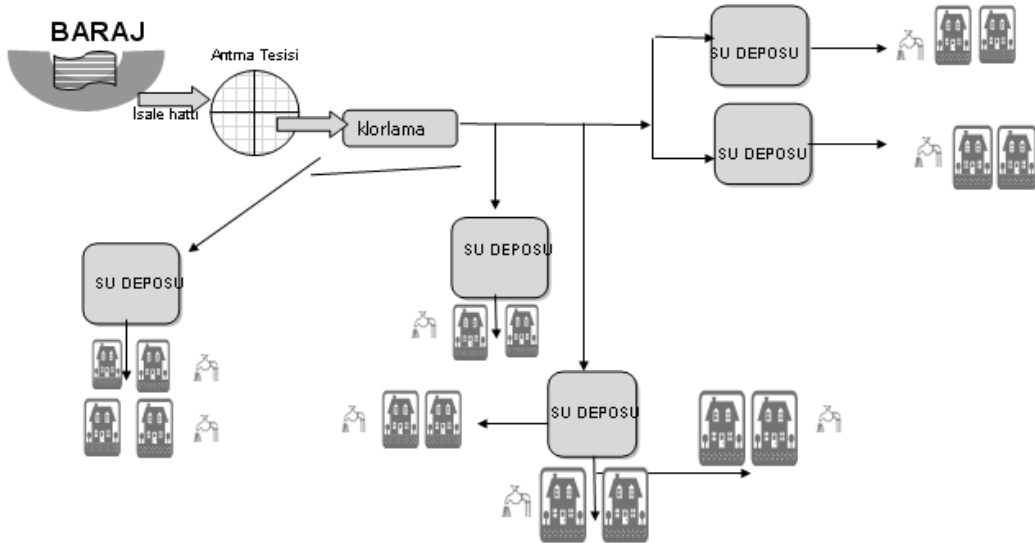 BARAJ
Arıtma Tesisi
İsale hattı
klorlama
SU DEPOSU
SU DEPOSU
SU DEPOSU
SU DEPOSU
SU DEPOSU